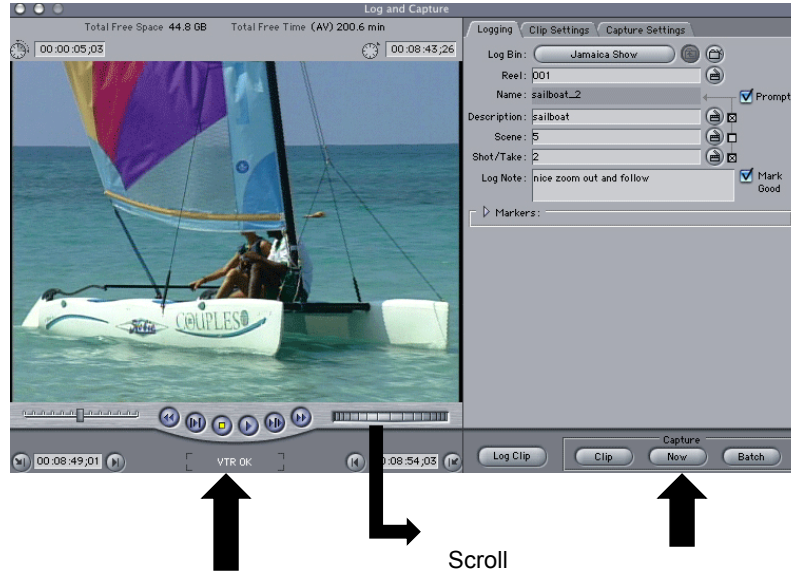 Log and Capture
Total Free Space 44.8 GB Total Free Time (AV) 200.6 min
00:00:05;03 00:08:43;26
COUPLES
00:08:49;01 VTR OK 00:08:54;03
Logging Clip Settings Capture Settings
Log Bin: Jamaica Show
Reel: 001
Name: sailboat_2 Prompt
Description: sailboat
Scene: 5
Shot/Take: 2
Log Note: nice zoom out and follow Mark Good
Markers:
Capture
Log Clip Clip Now Batch
Scroll